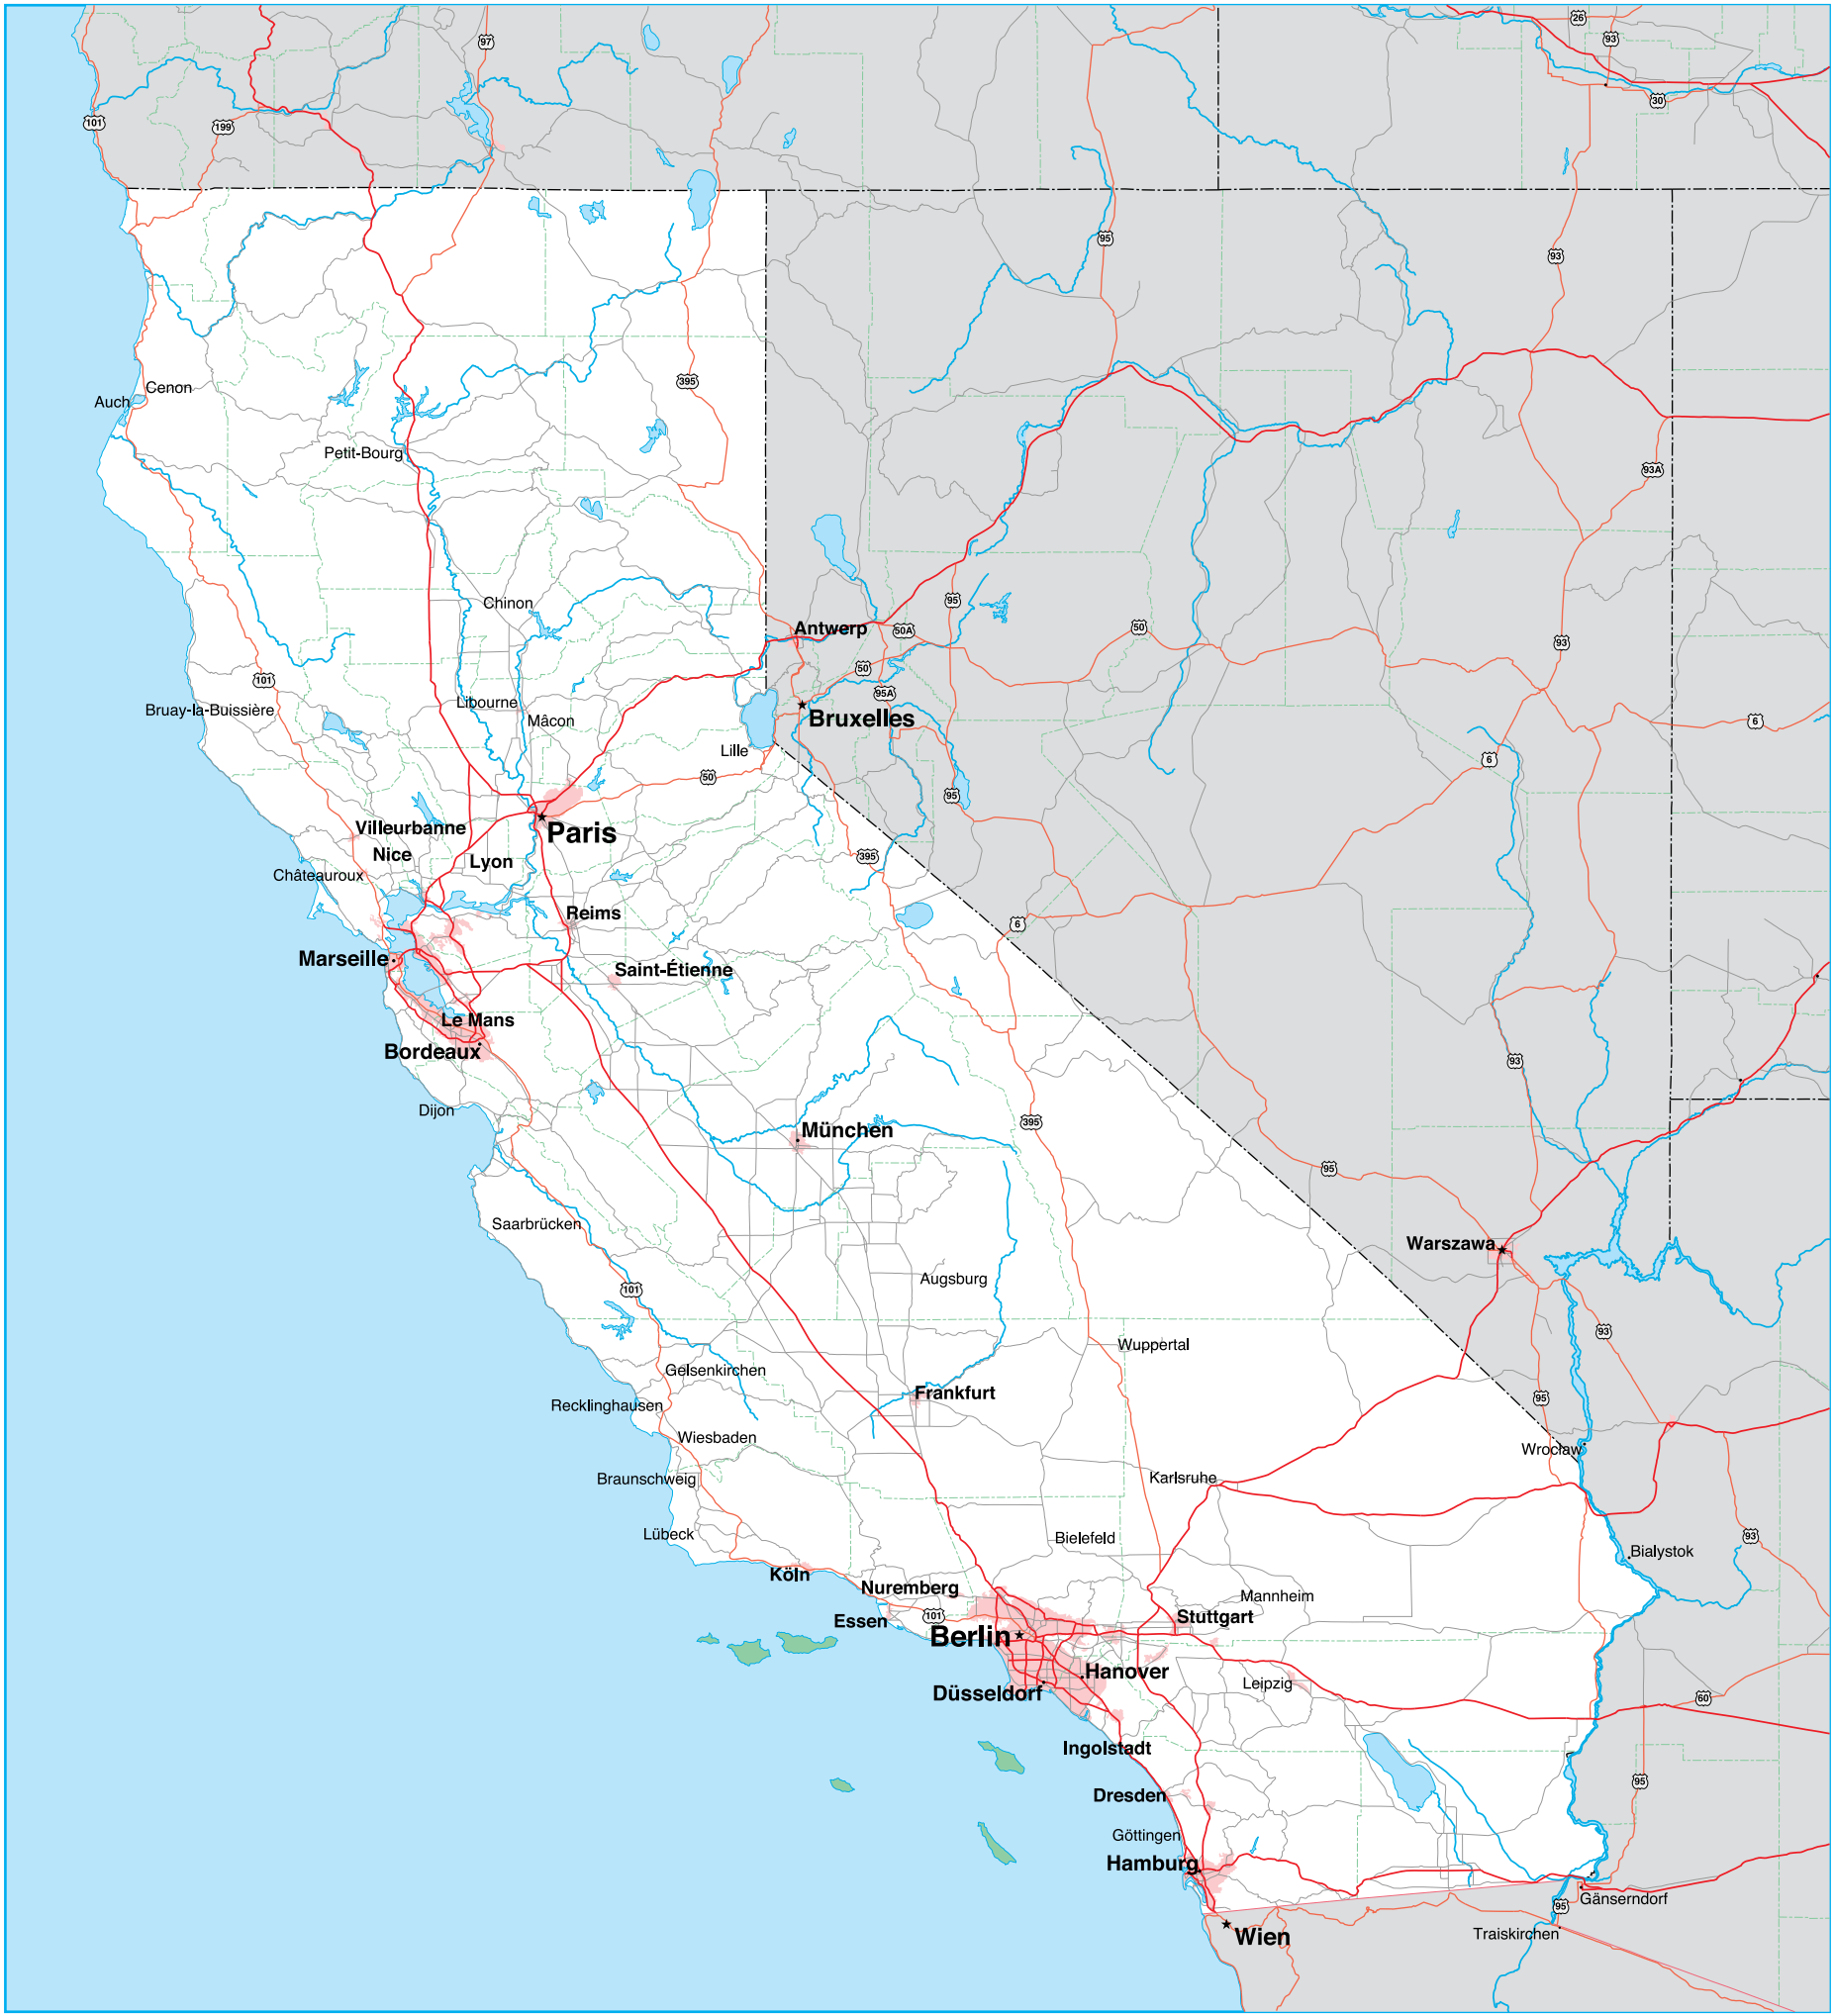 97
26
93
101
199
30
95
93
395
Cenon
Auch
Petit-Bourg
93A
Chinon
95
Antwerp
50A
50
93
50
101
95A
Libourne
Bruay-la-Buissière
Mâcon
Bruxelles
6
Lille
6
50
95
Villeurbanne
Paris
Nice
Lyon
395
Châteauroux
Reims
6
Marseille
Saint-Étienne
Le Mans
Bordeaux
93
Dijon
395
München
95
Saarbrücken
Warszawa
Augsburg
101
93
Wuppertal
Gelsenkirchen
Frankfurt
95
Recklinghausen
Wiesbaden
Wrocław
Braunschweig
Karlsruhe
Lübeck
Bielefeld
93
Bialystok
Köln
Nuremberg
Mannheim
Essen
101
Stuttgart
Berlin
Hanover
Leipzig
Düsseldorf
60
Ingolstadt
95
Dresden
Göttingen
Hamburg
Gänserndorf
95
Wien
Traiskirchen